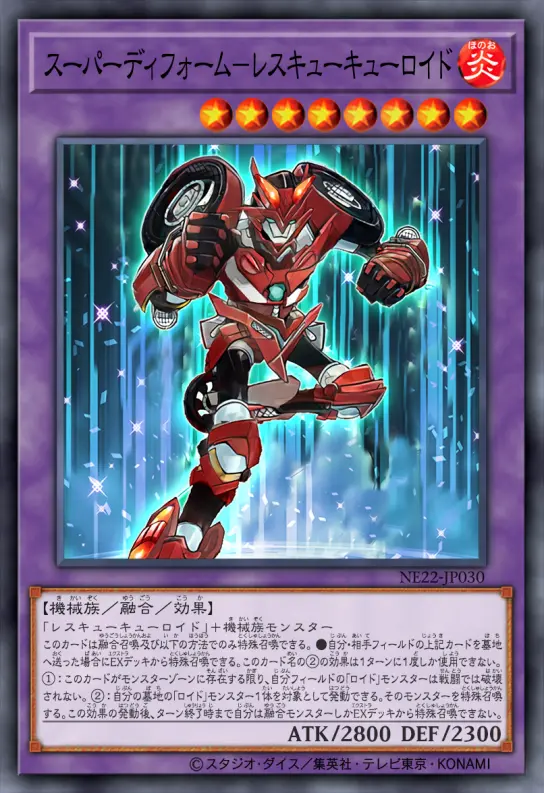 スーパーディフォームーレスキューキューロイド
ほのお
炎
NE22-JP030
【機械族／融合／効果】
「レスキューキューロイド」＋機械族モンスター
このカードは融合召喚及び以下の方法でのみ特殊召喚できる。●自分・相手フィールドの上記カードを墓地
へ送った場合にEXデッキから特殊召喚できる。このカード名の②の効果は1ターンに1度しか使用できない。
①：このカードがモンスターゾーンに存在する限り、自分フィールドの「ロイド」モンスターは戦闘では破壊
されない。②：自分の墓地の「ロイド」モンスター1体を対象として発動できる。そのモンスターを特殊召喚
する。この効果の発動後、ターン終了時まで自分は融合モンスターしかEXデッキから特殊召喚できない。
ATK/2800 DEF/2300
©スタジオ・ダイス／集英社・テレビ東京・KONAMI